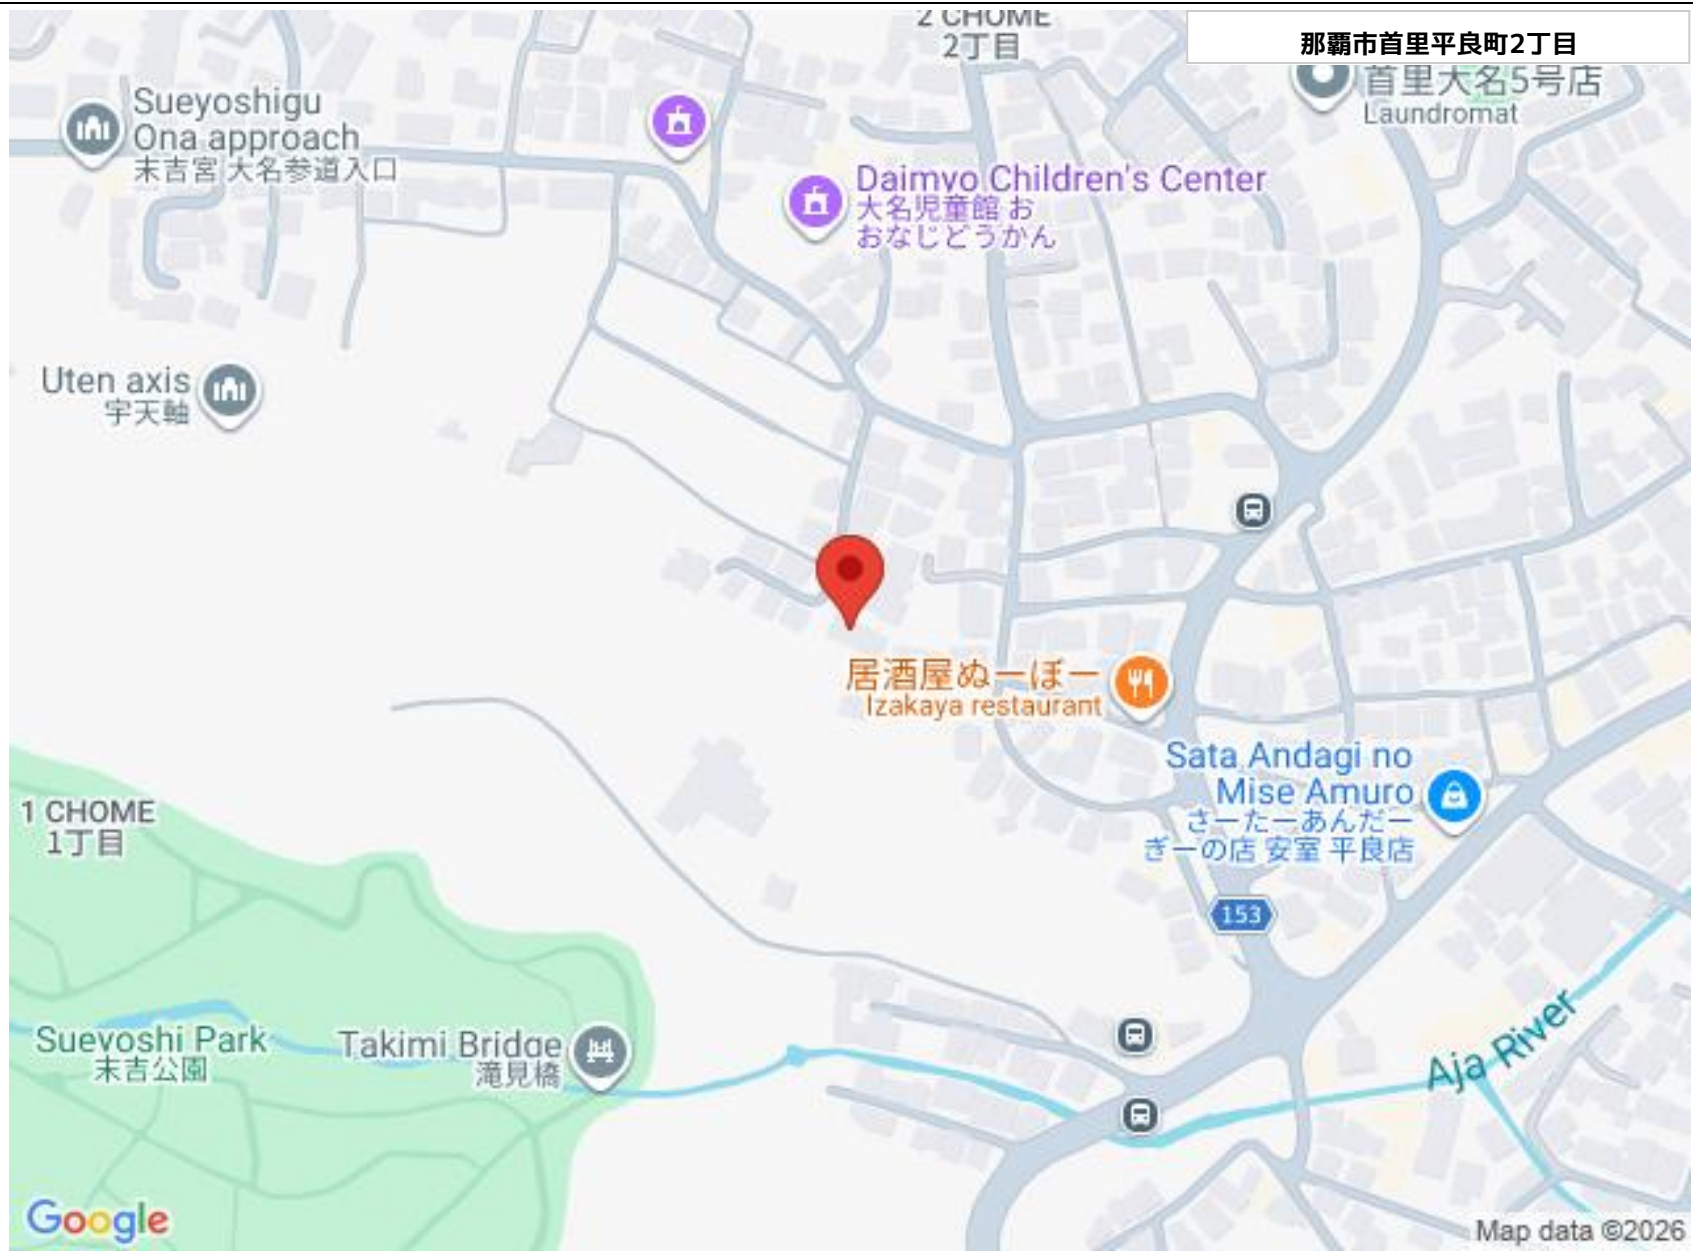 2 CHOME
2丁目
那覇市首里平良町2丁目
首里大名5号店
Laundromat
Sueyoshigu
Ona approach
末吉宮 大名参道入口
Daimyo Children's Center
大名児童館 お
おなじどうかん
Uten axis
宇天軸
居酒屋ぬーぼー
Izakaya restaurant
Sata Andagi no
Mise Amuro
さーたーあんだー
ぎーの店 安室 平良店
1 CHOME
1丁目
153
Sueyoshi Park
末吉公園
Takimi Bridge
滝見橋
Aja River
Google
Map data ©2026